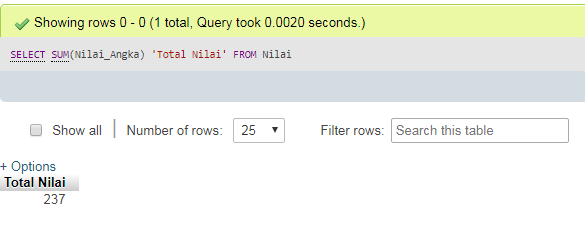 Showing rows 0 - 0 (1 total, Query took 0.0020 seconds.)
SELECT SUM(Nilai_Angka) 'Total Nilai' FROM Nilai
Show all Number of rows: 25 Filter rows: Search this table
+ Options
Total Nilai
237